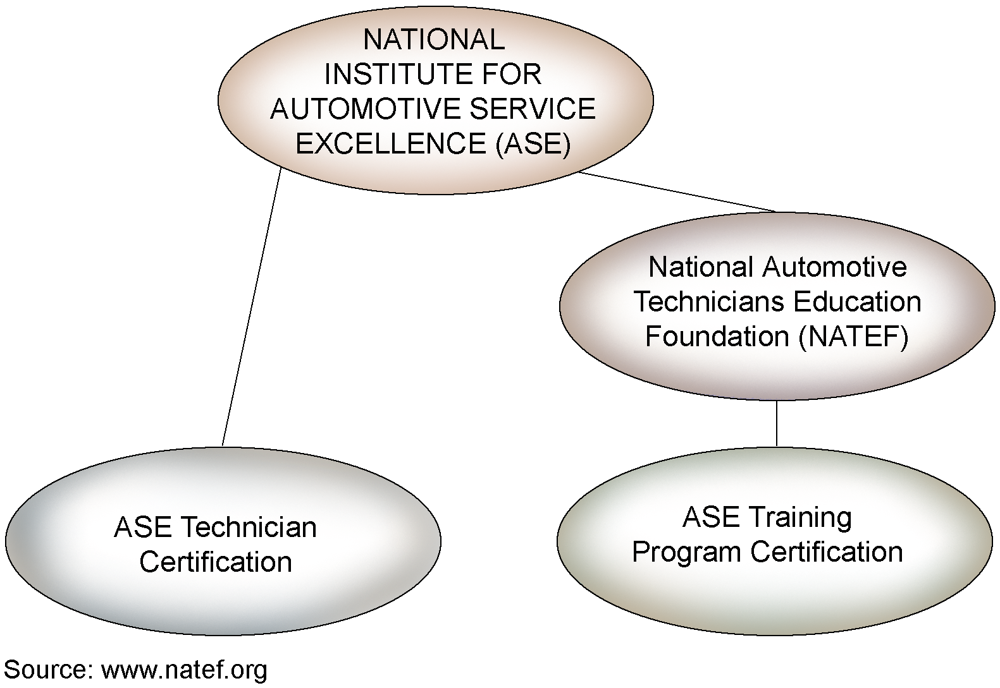 NATIONAL
INSTITUTE FOR
AUTOMOTIVE SERVICE
EXCELLENCE (ASE)
National Automotive
Technicians Education
Foundation (NATEF)
ASE Technician
Certification
ASE Training
Program Certification
Source: www.natef.org